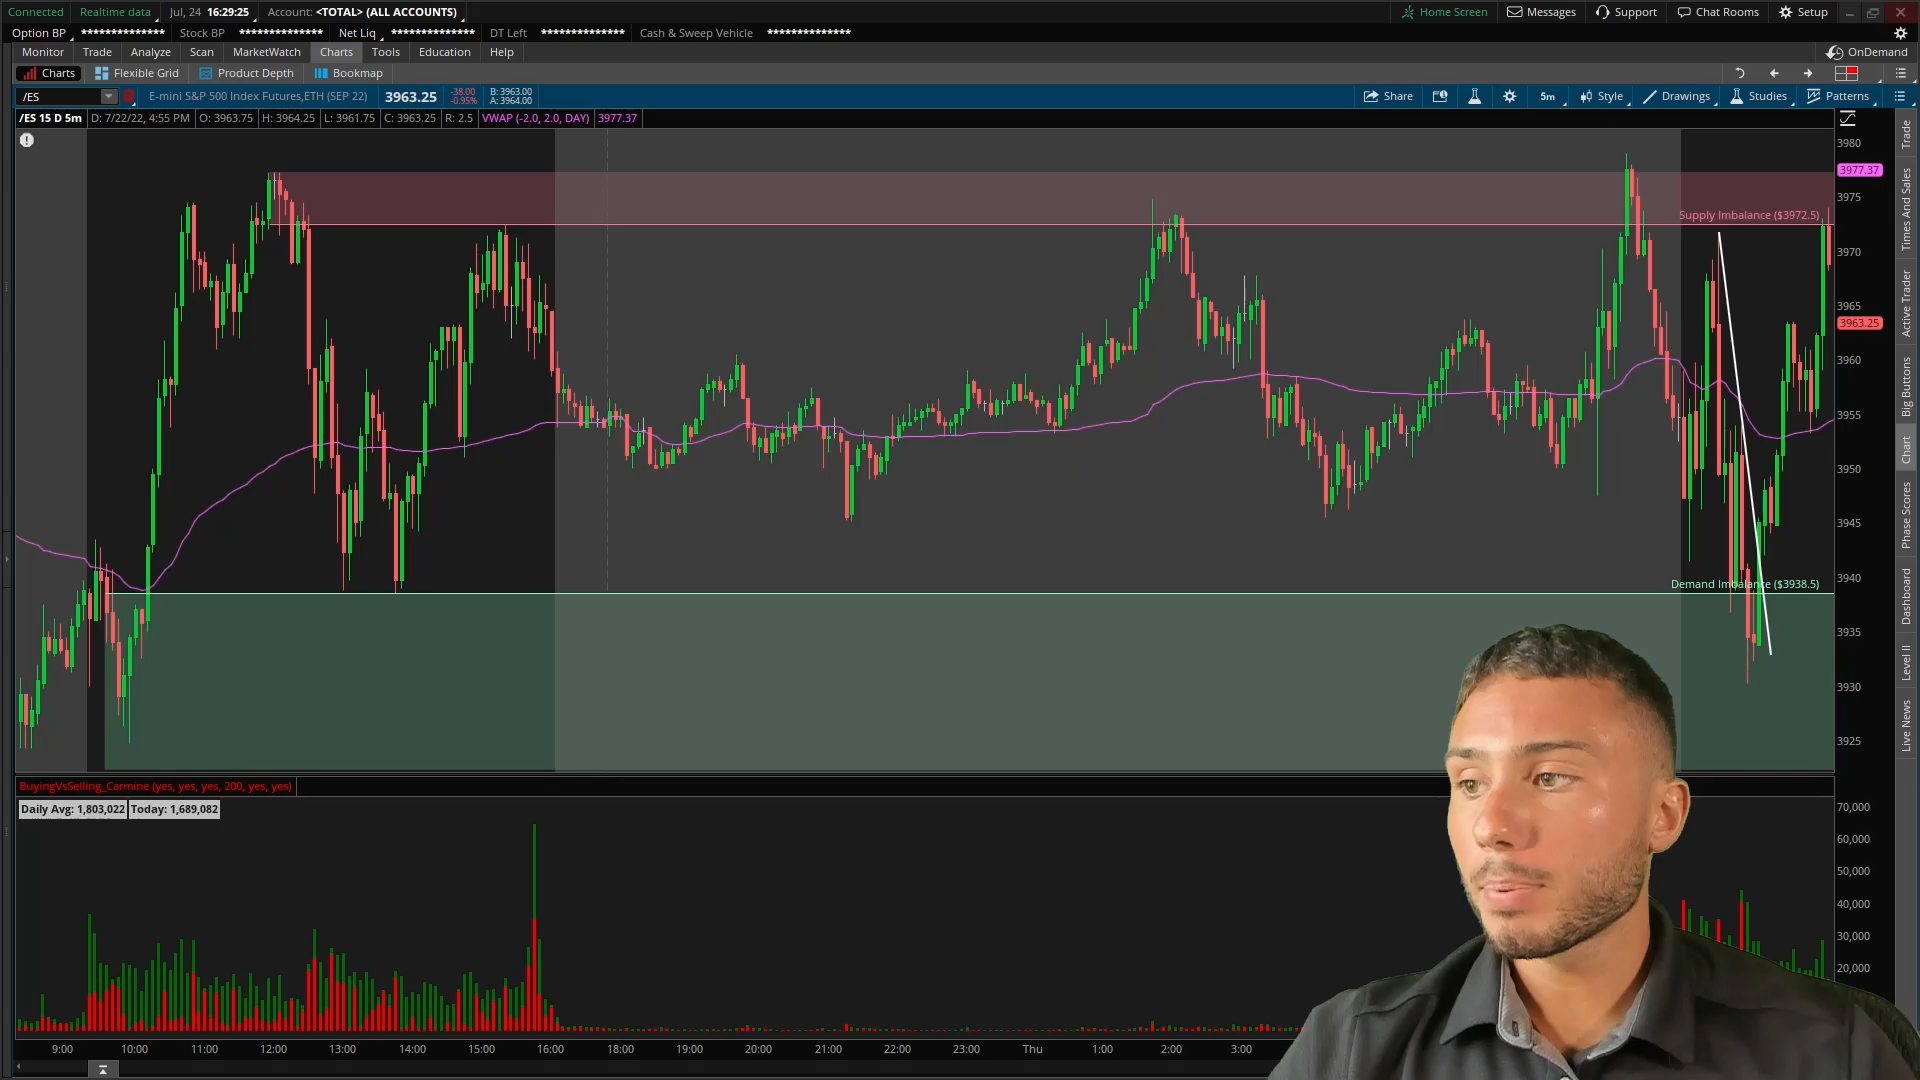 Connected Realtime data Jul, 24 16:29:25 Account: <TOTAL> (ALL ACCOUNTS) Home Screen Messages Support Chat Rooms Setup
Option BP ************** Stock BP ************** Net Liq ************** DT Left ************** Cash & Sweep Vehicle **************
Monitor Trade Analyze Scan MarketWatch Charts Tools Education Help OnDemand
Charts Flexible Grid Product Depth Bookmap
/ES E-mini S&P 500 Index Futures,ETH (SEP 22) 3963.25 -38.00 B: 3963.00 Share 5m Style Drawings Studies Patterns
-0.95% A: 3964.00
/ES 15 D 5m D: 7/22/22, 4:55 PM O: 3963.75 H: 3964.25 L: 3961.75 C: 3963.25 R: 2.5 VWAP (-2.0, 2.0, DAY) 3977.37
3980
3977.37
3975
Supply Imbalance ($3972.5)
3970
3965
3963.25
3960
3955
3950
3945
3940
Demand Imbalance ($3938.5)
3935
3930
3925
Trade
Times And Sales
Active Trader
Big Buttons
Chart
Phase Scores
Dashboard
Level II
Live News
BuyingVsSelling_Carmine (yes, yes, yes, 200, yes, yes)
Daily Avg: 1,803,022 Today: 1,689,082
70,000
60,000
50,000
40,000
30,000
20,000
9:00 10:00 11:00 12:00 13:00 14:00 15:00 16:00 18:00 19:00 20:00 21:00 22:00 23:00 Thu 1:00 2:00 3:00